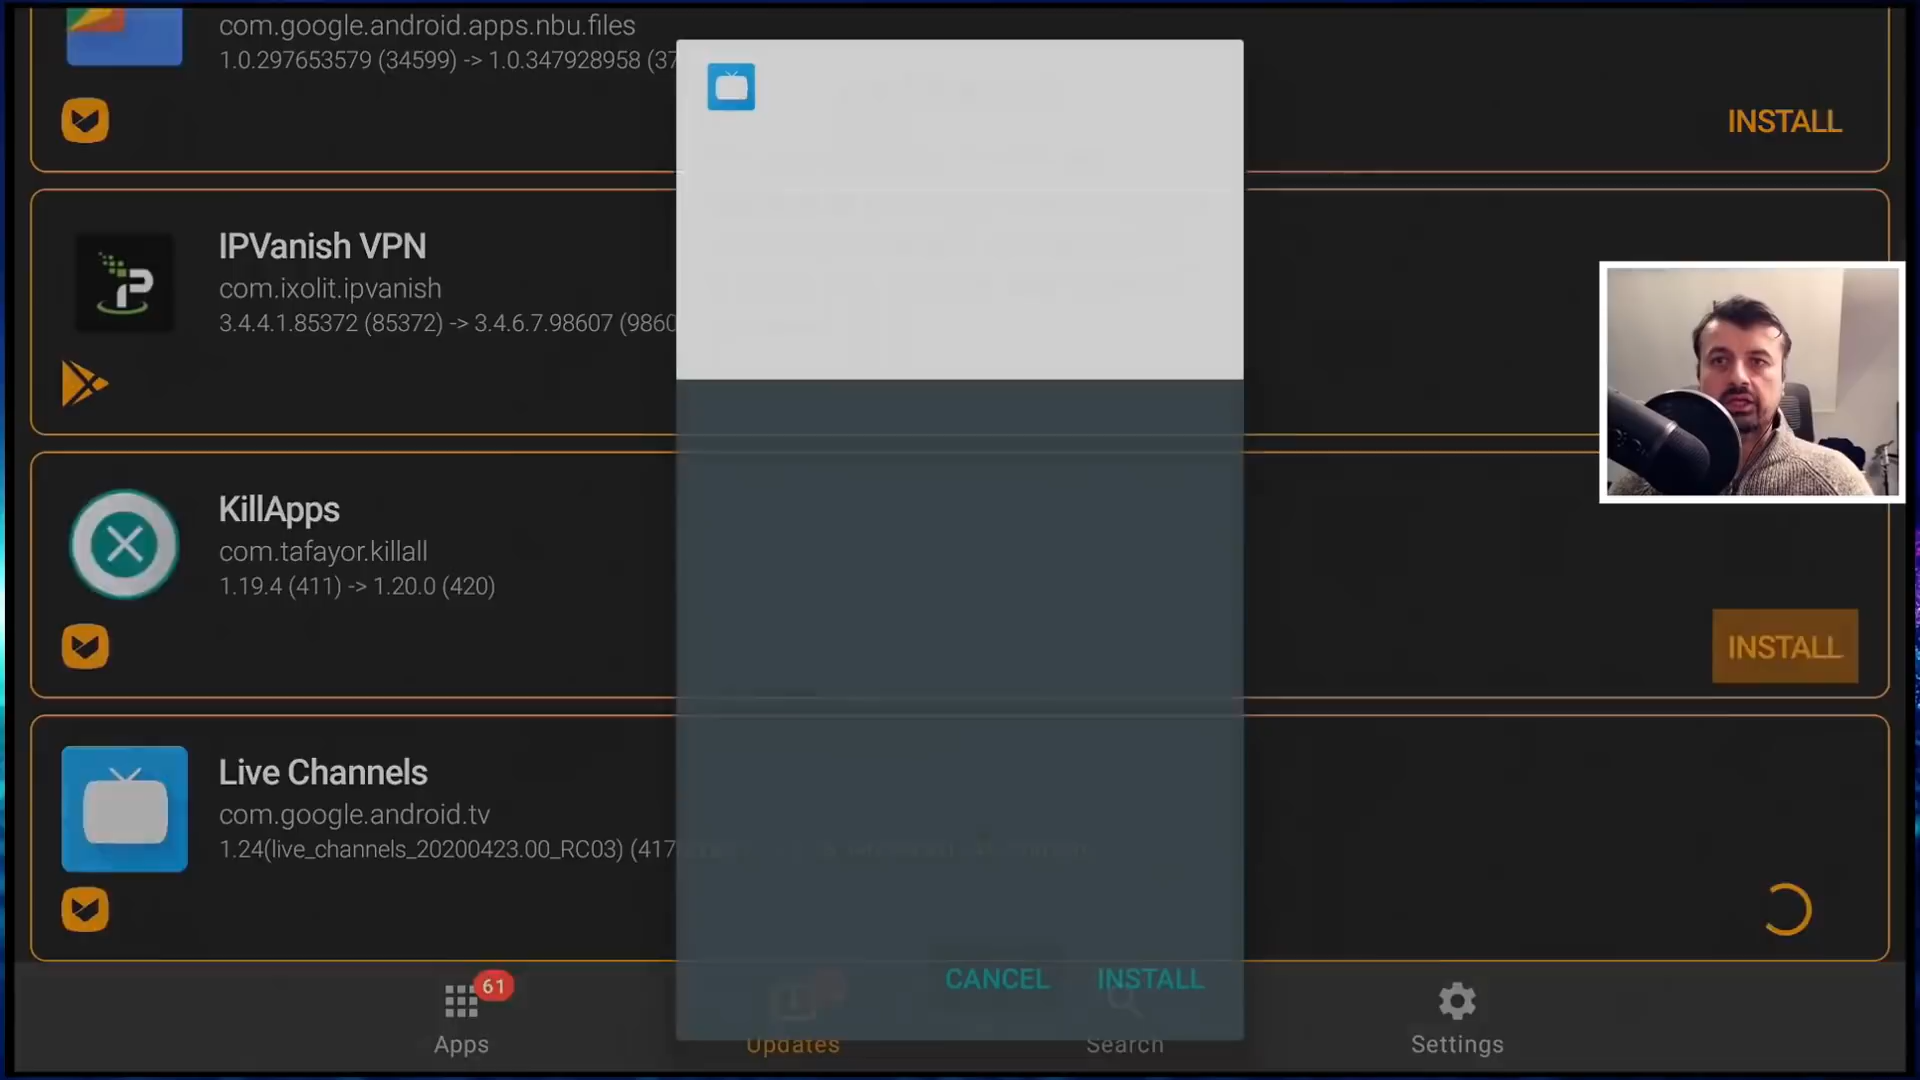 com.google.android.apps.nbu.files
1.0.297653579 (34599) -> 1.0.347928958 (37
INSTALL
IPVanish VPN
com.ixolit.ipvanish
3.4.4.1.85372 (85372) -> 3.4.6.7.98607 (9860
KillApps
com.tafayor.killall
1.19.4 (411) -> 1.20.0 (420)
INSTALL
Live Channels
com.google.android.tv
1.24(live_channels_20200423.00_RC03) (417
CANCEL INSTALL
61
Apps
Updates
Search
Settings